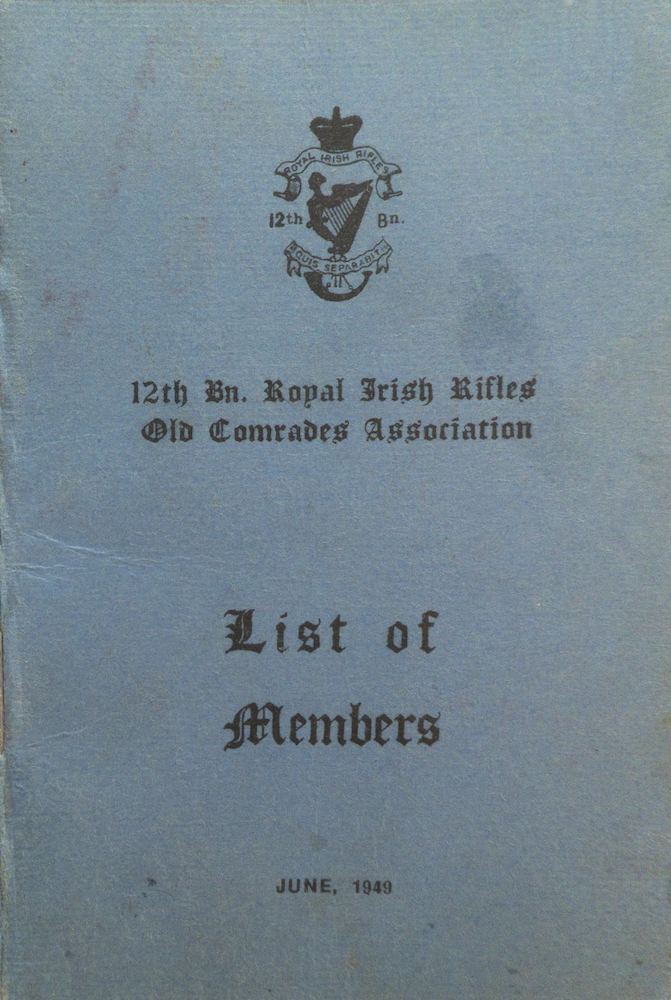 ROYAL IRISH RIFLES
12th Bn.
QUIS SEPARABIT
II
12th Bn. Royal Irish Rifles
Old Comrades Association
List of
Members
JUNE, 1949